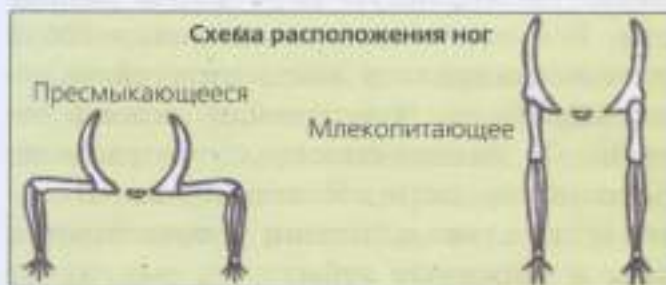 Схема расположения ног
Пресмыкающееся
Млекопитающее